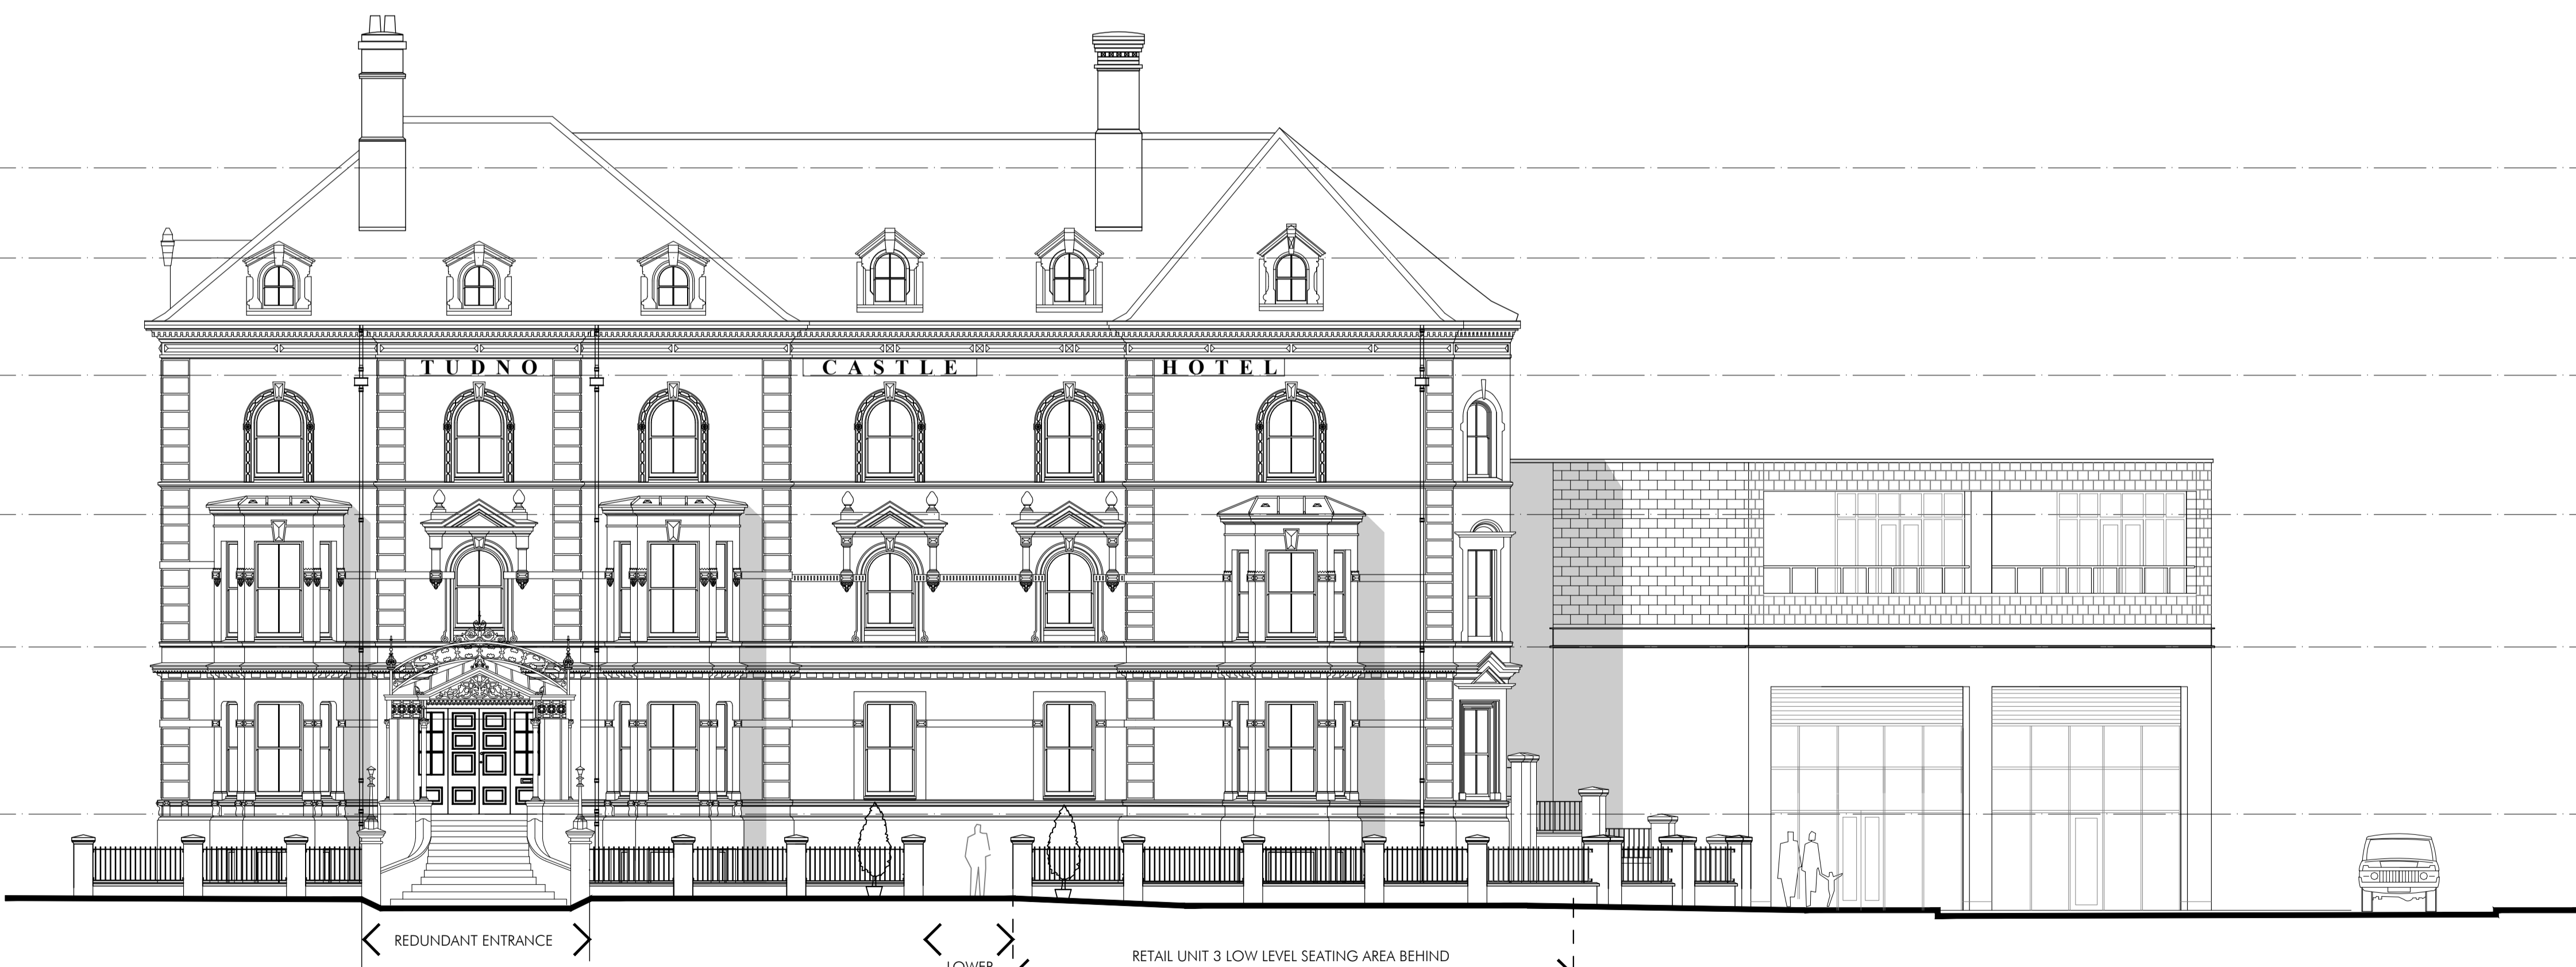 TUDNO CASTLE HOTEL
REDUNDANT ENTRANCE
LOWER
RETAIL UNIT 3 LOW LEVEL SEATING AREA BEHIND